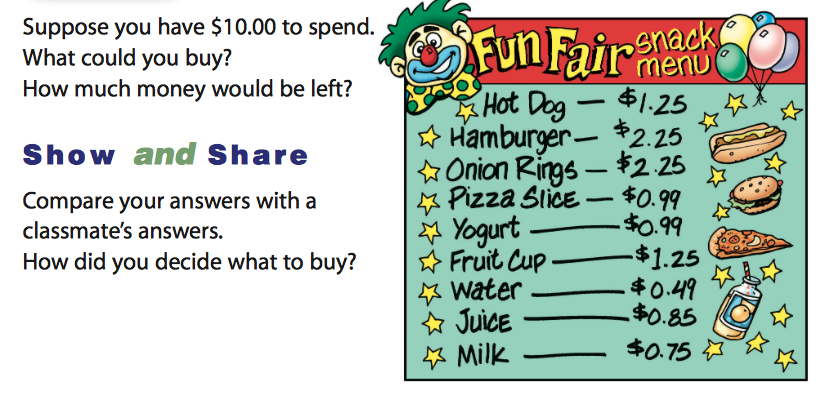 Suppose you have $10.00 to spend.
What could you buy?
How much money would be left?
Show and Share
Compare your answers with a
classmate's answers.
How did you decide what to buy?
Fun Fair snack
menu
Hot Dog — $1.25
Hamburger — $2.25
Onion Rings — $2.25
Pizza Slice — $0.99
Yogurt — $0.99
Fruit Cup — $1.25
Water — $0.49
Juice — $0.85
Milk — $0.75